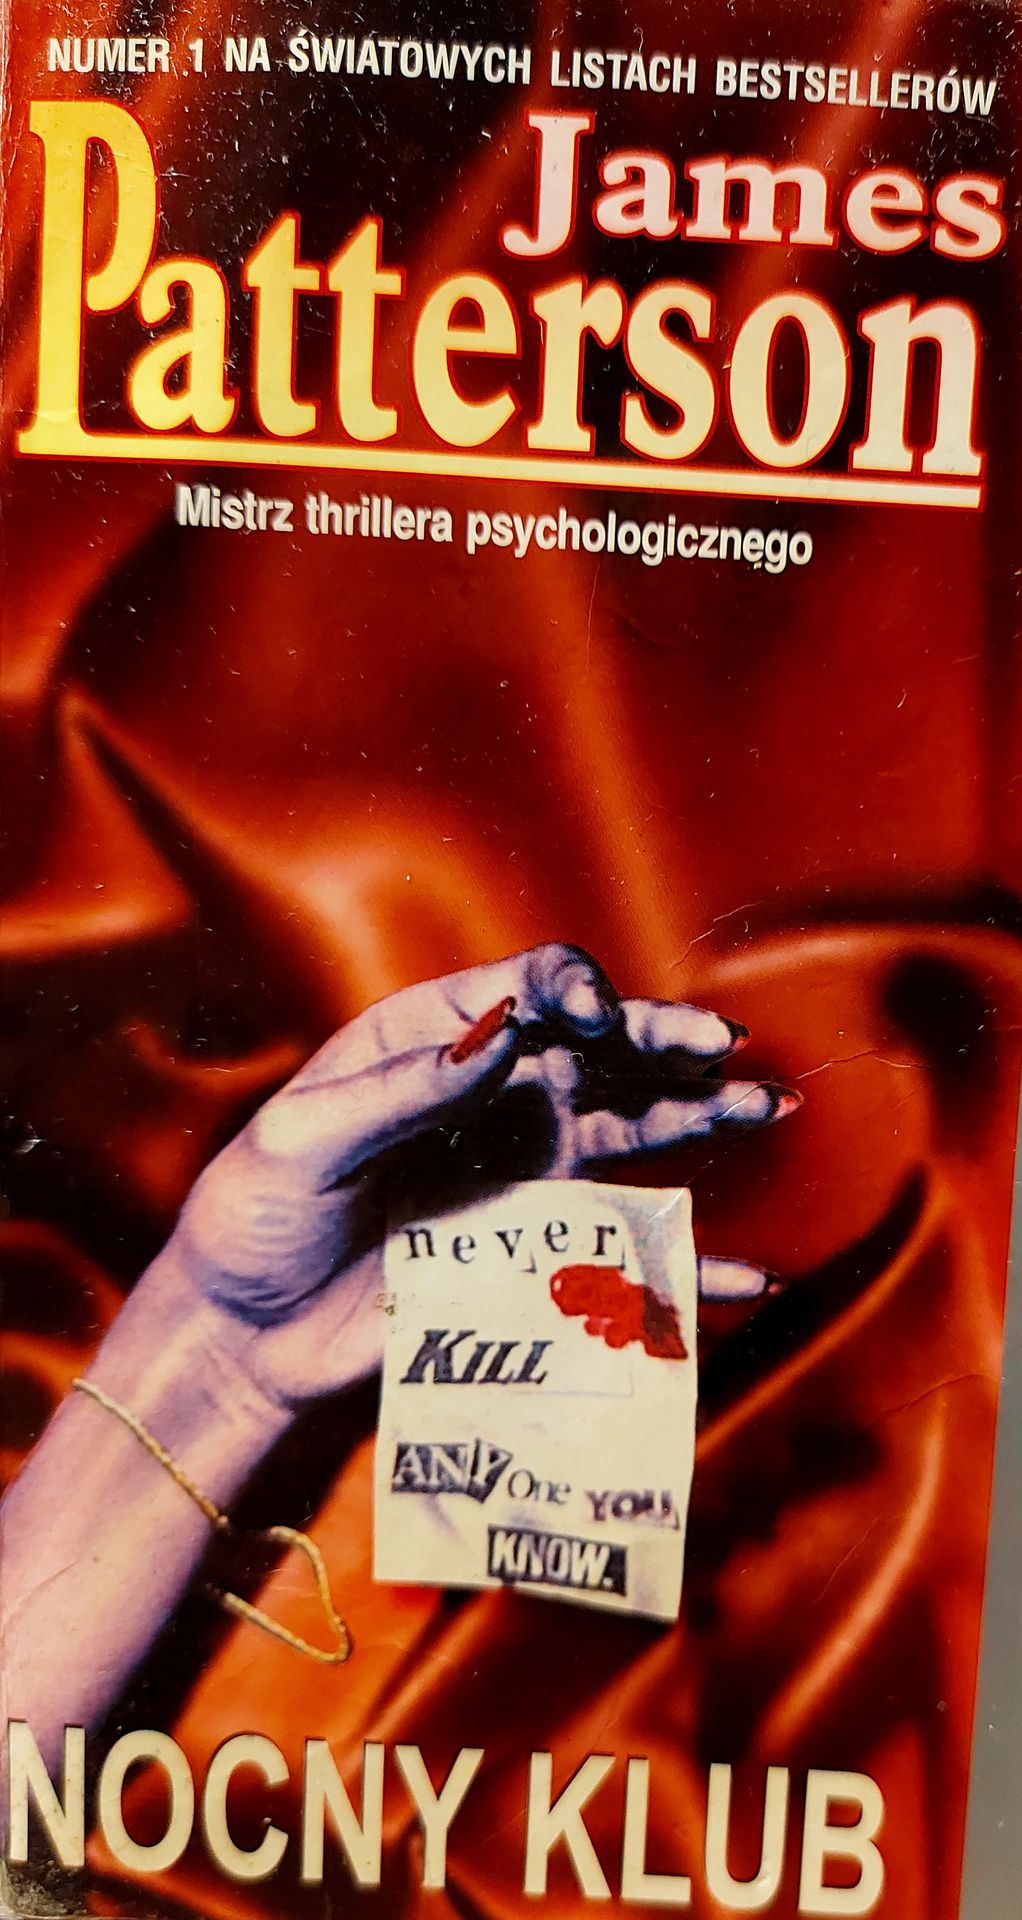 NUMER 1 NA ŚWIATOWYCH LISTACH BESTSELLERÓW
James
Patterson
Mistrz thrillera psychologicznego
never
KILL
ANYOne YOU
KNOW.
NOCNY KLUB